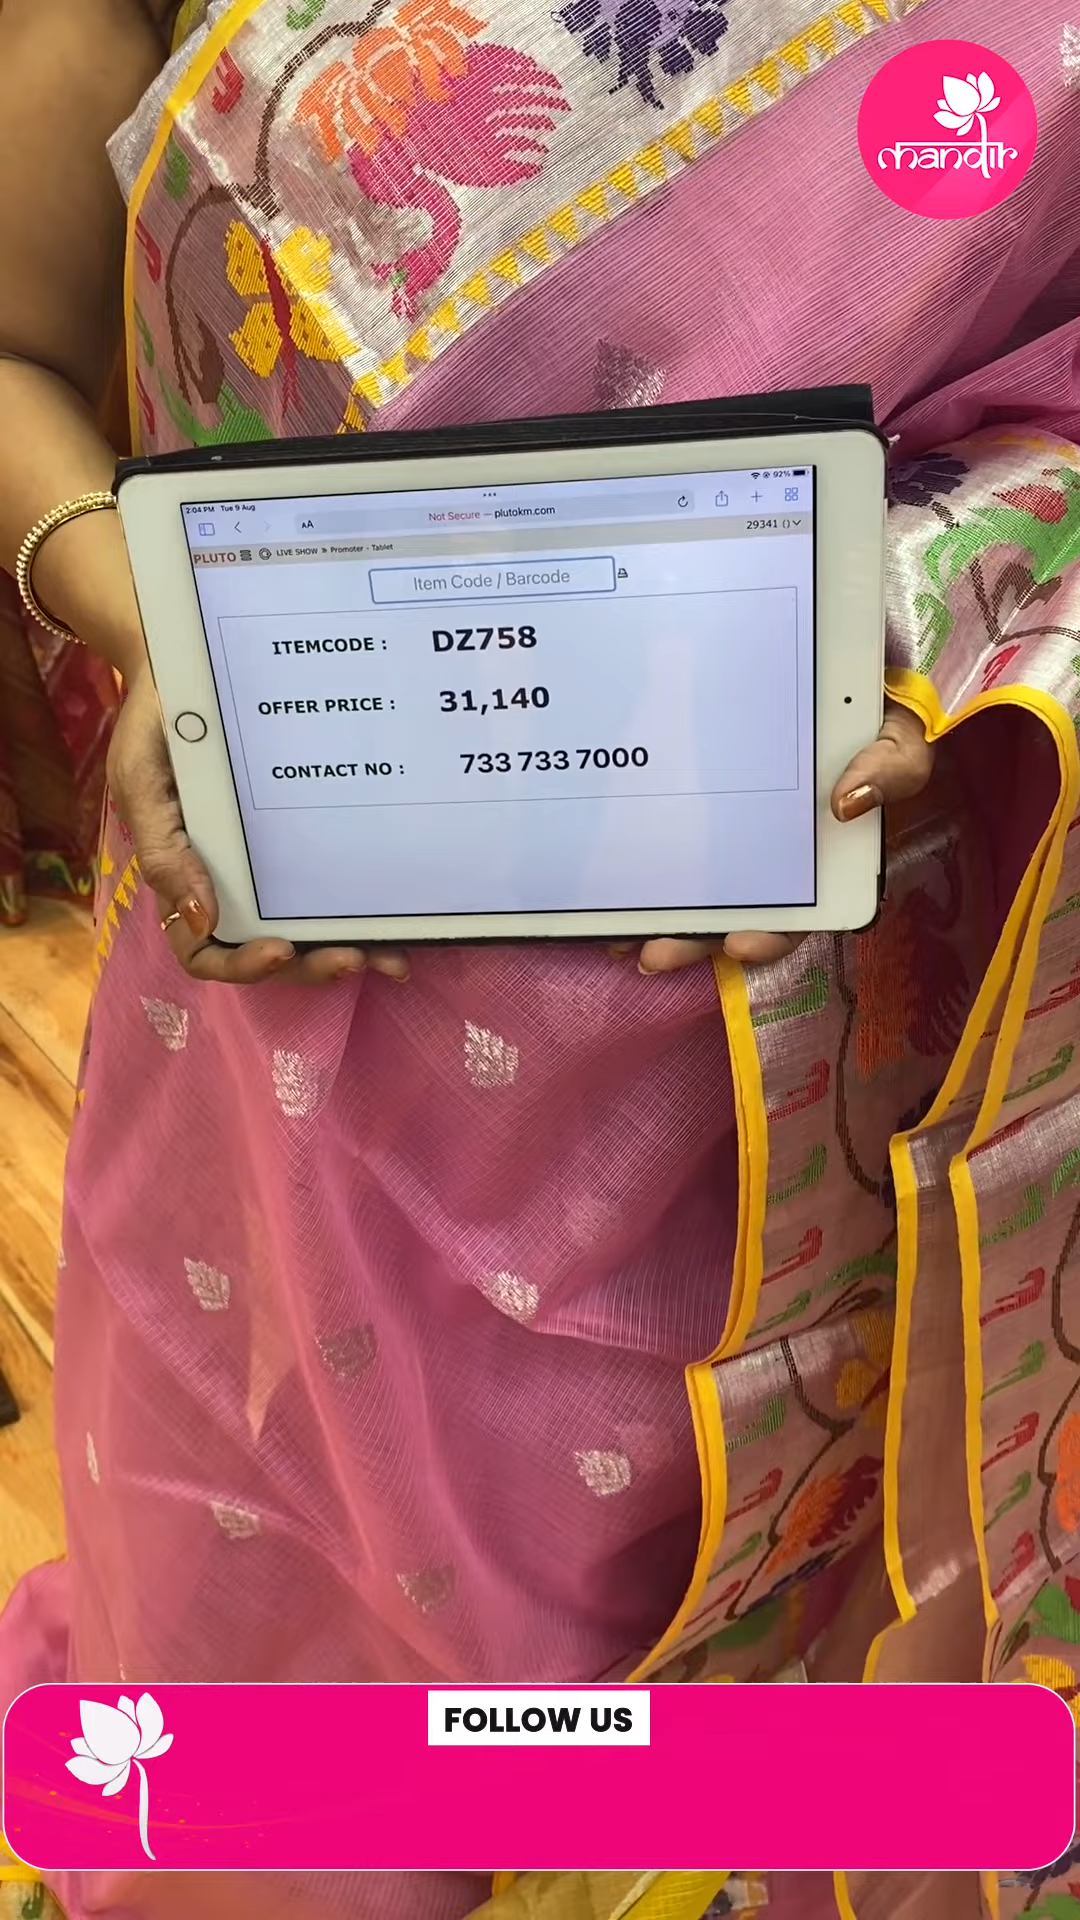 mandir
2:04 PM Tue 9 Aug
92%
AA
Not Secure — plutokm.com
29341 ()
PLUTO
LIVE SHOW » Promoter - Tablet
Item Code / Barcode
ITEMCODE : DZ758
OFFER PRICE : 31,140
CONTACT NO : 733 733 7000
FOLLOW US